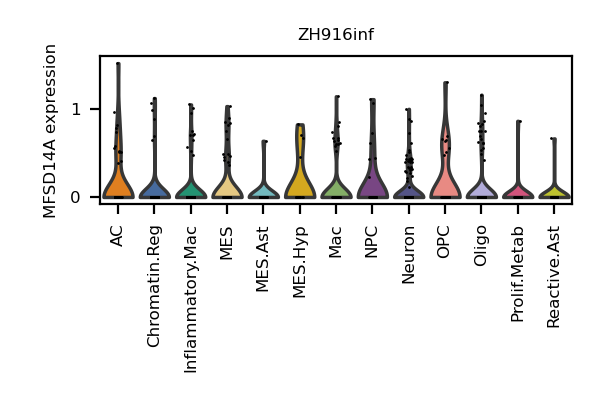 ZH916inf
MFSD14A expression
1
0
AC
Chromatin.Reg
Inflammatory.Mac
MES
MES.Ast
MES.Hyp
Mac
NPC
Neuron
OPC
Oligo
Prolif.Metab
Reactive.Ast